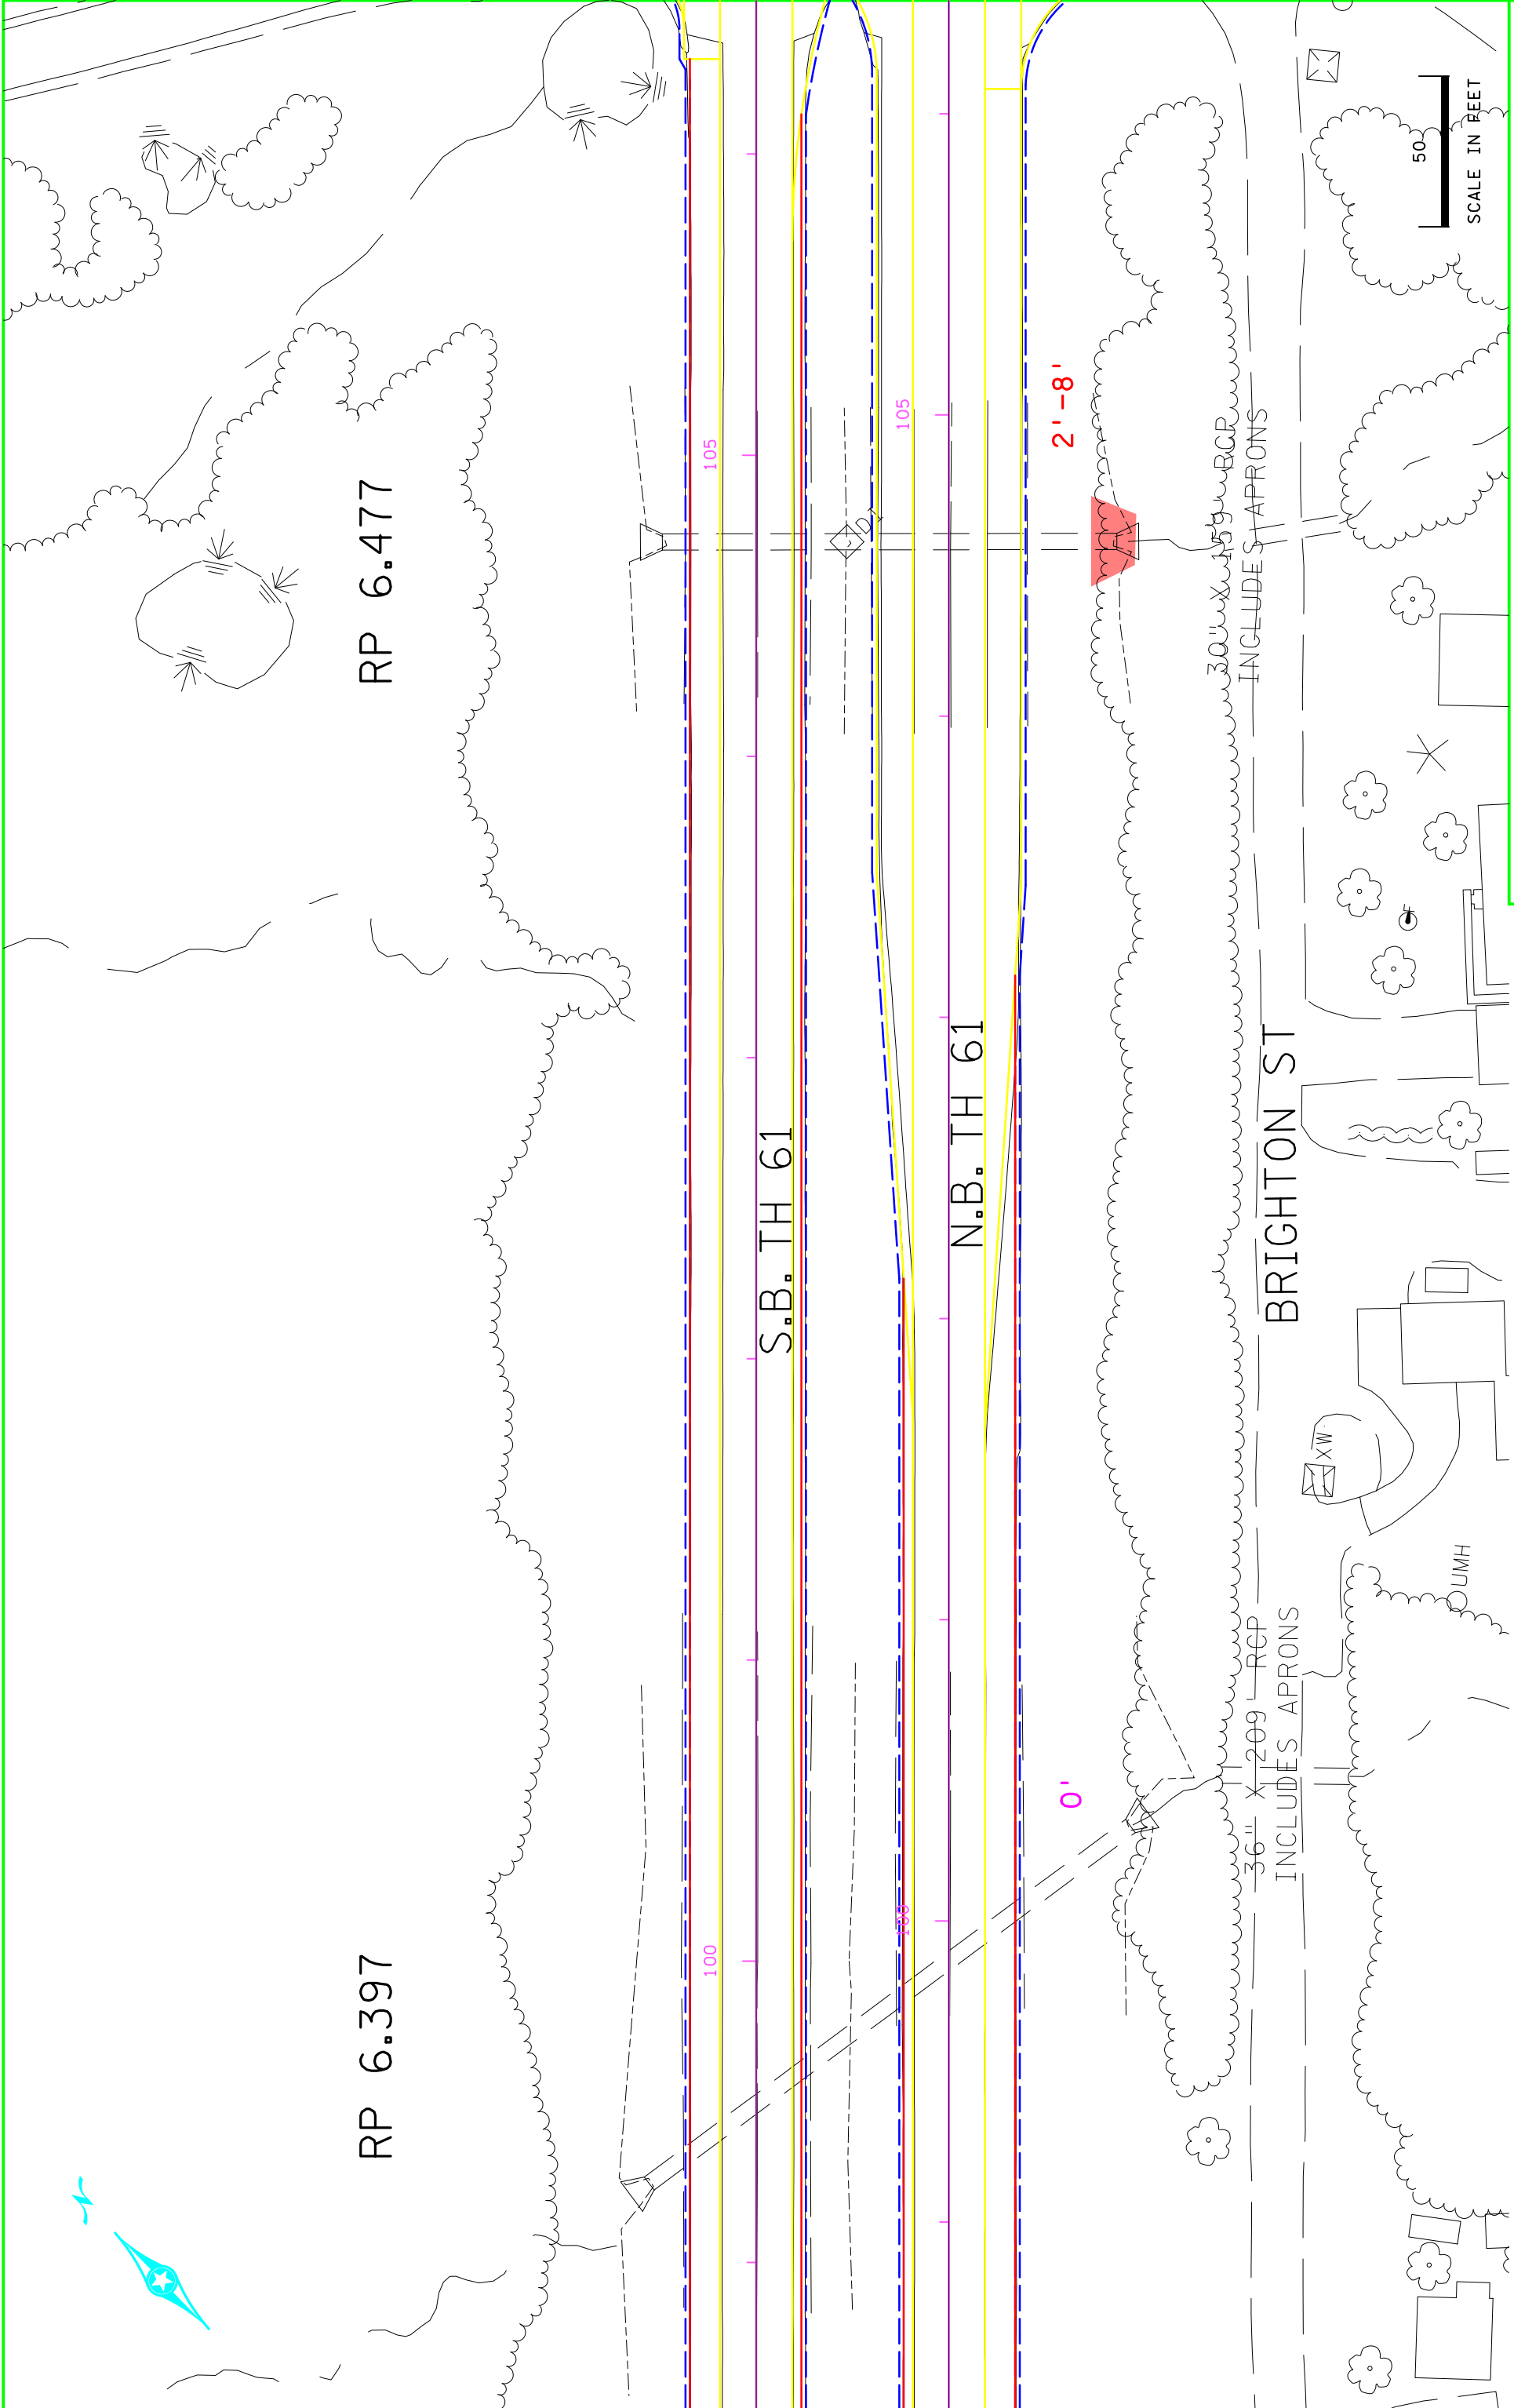 50
SCALE IN FEET
105
105
2'-8'
RP 6.477
D
30" X 159' RCP
INCLUDES APRONS
N.B. TH 61
S.B. TH 61
BRIGHTON ST
XW
UMH
36" X 209' RCP
INCLUDES APRONS
0'
100
100
RP 6.397
N